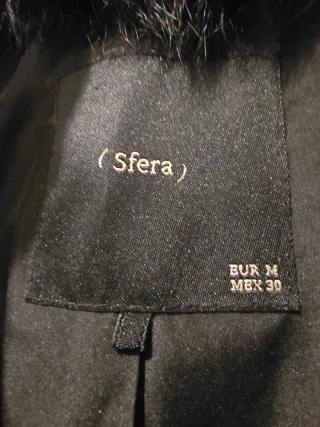 ( Sfera )
EUR M
MEX 30